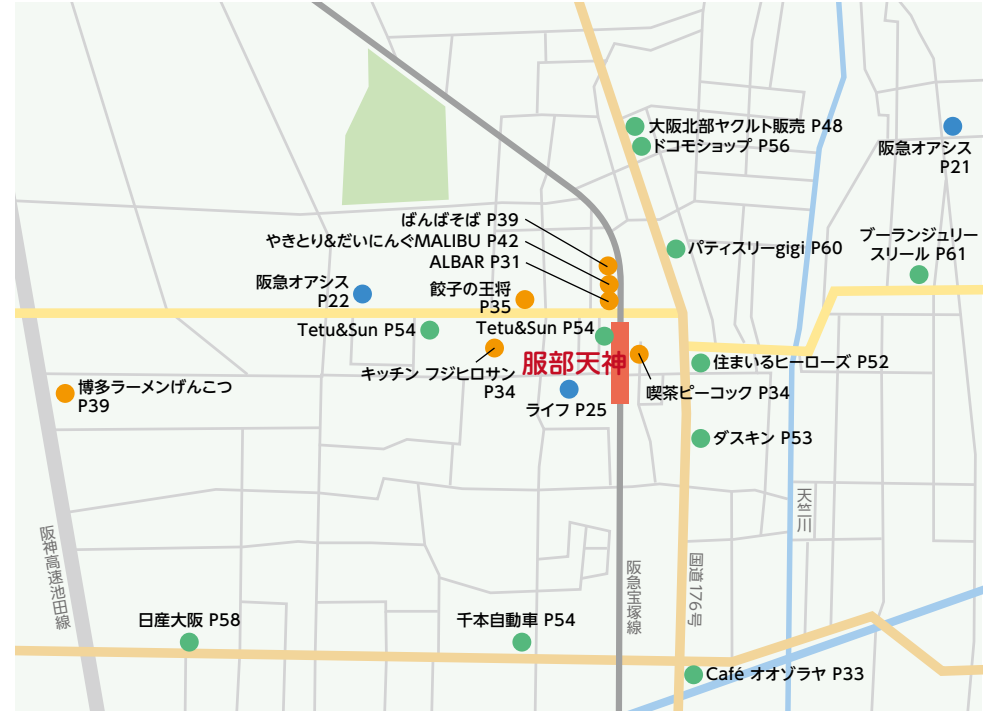 大阪北部ヤクルト販売 P48
ドコモショップ P56
阪急オアシス
P21
ばんばそば P39
やきとり&だいにんぐMALIBU P42
ALBAR P31
パティスリーgigi P60
ブーランジュリー
スリール P61
阪急オアシス
P22
餃子の王将
P35
Tetu&Sun P54
Tetu&Sun P54
服部天神
キッチン フジヒロサン
P34
住まいるヒーローズ P52
博多ラーメンげんこつ
P39
喫茶ピーコック P34
ライフ P25
ダスキン P53
天竺川
阪神高速池田線
阪急宝塚線
国道176号
日産大阪 P58
千本自動車 P54
Café オオゾラヤ P33